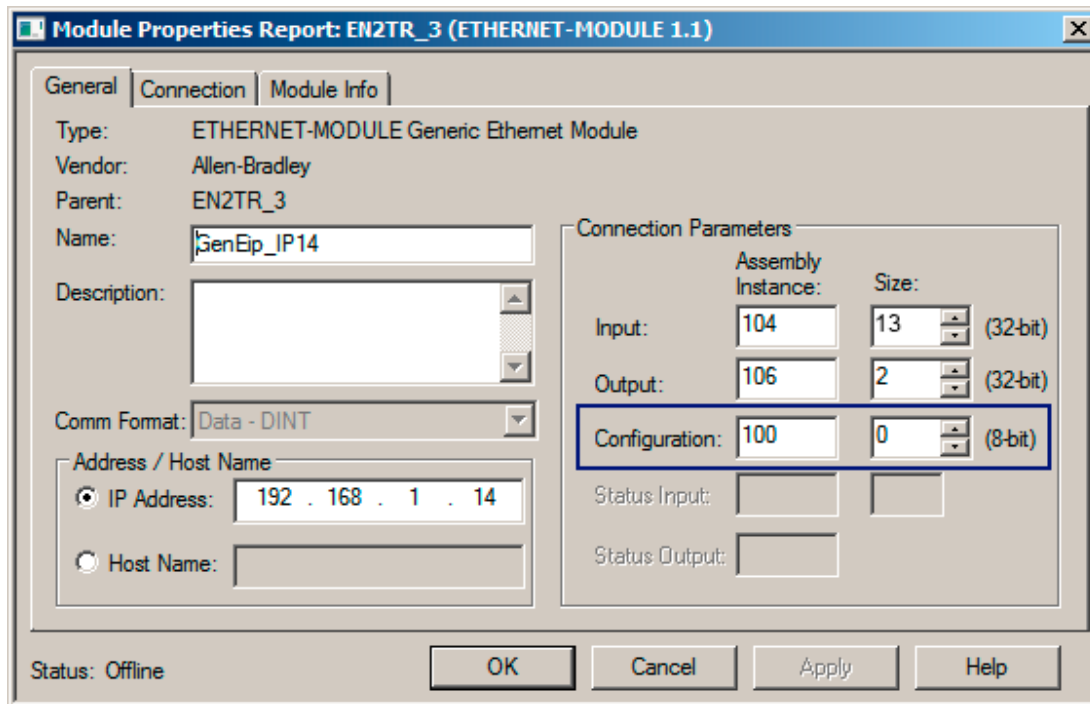 Module Properties Report: EN2TR_3 (ETHERNET-MODULE 1.1)
General Connection Module Info
Type: ETHERNET-MODULE Generic Ethernet Module
Vendor: Allen-Bradley
Parent: EN2TR_3
Name: GenEip_IP14
Description:
Comm Format: Data - DINT
Address / Host Name
IP Address: 192 . 168 . 1 . 14
Host Name:
Connection Parameters
Assembly
Instance: Size:
Input: 104 13 (32-bit)
Output: 106 2 (32-bit)
Configuration: 100 0 (8-bit)
Status Input:
Status Output:
Status: Offline OK Cancel Apply Help